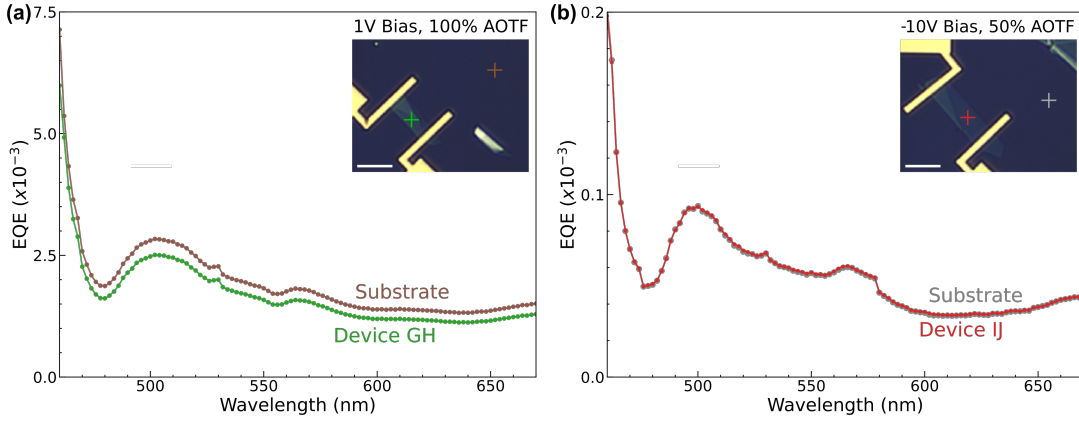 (a)
1V Bias, 100% AOTF
7.5
5.0
2.5
0.0
EQE (x10⁻³)
Substrate
Device GH
500
550
600
650
Wavelength (nm)
(b)
-10V Bias, 50% AOTF
0.2
0.1
0.0
EQE (x10⁻³)
Substrate
Device IJ
500
550
600
650
Wavelength (nm)